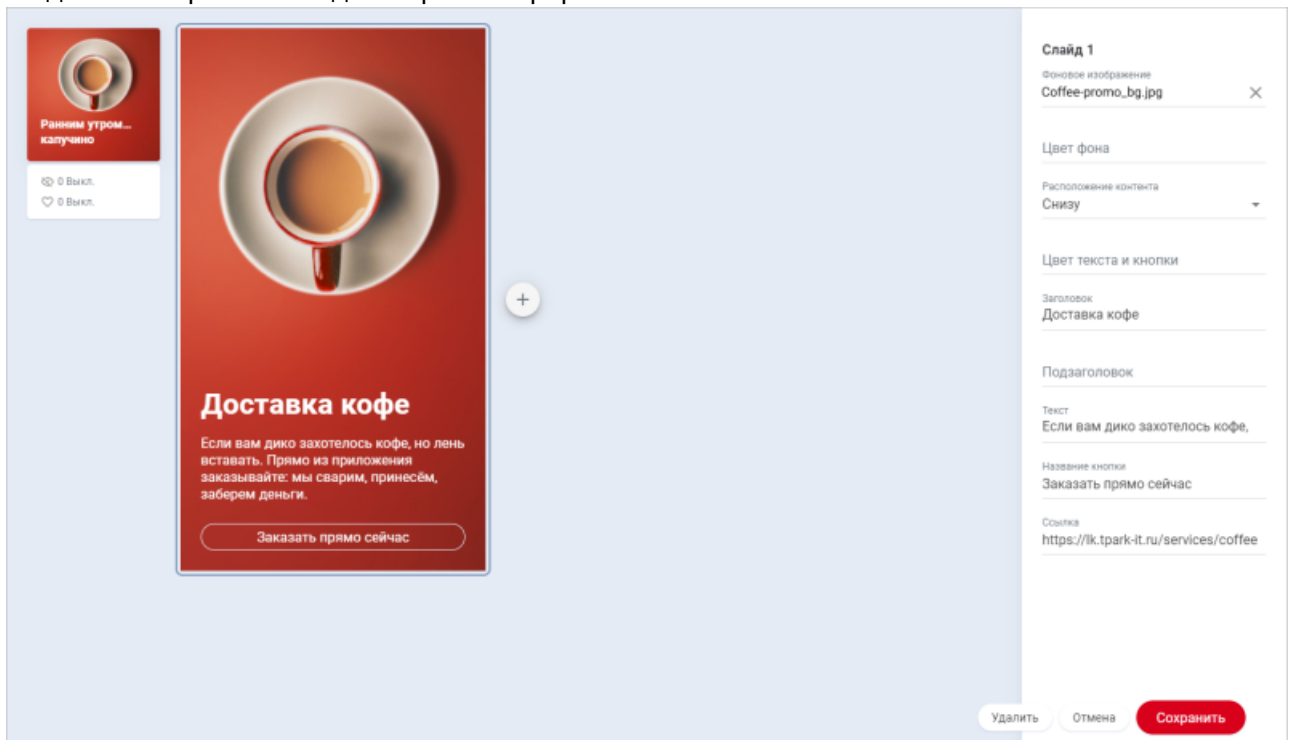 Ранним утром...
капучино
0 Выкл.
0 Выкл.
Доставка кофе
Если вам дико захотелось кофе, но лень
вставать. Прямо из приложения
заказывайте: мы сварим, принесём,
заберем деньги.
Заказать прямо сейчас
Слайд 1
Фоновое изображение
Coffee-promo_bg.jpg
Цвет фона
Расположение контента
Снизу
Цвет текста и кнопки
Заголовок
Доставка кофе
Подзаголовок
Текст
Если вам дико захотелось кофе,
Название кнопки
Заказать прямо сейчас
Ссылка
https://lk.tpark-it.ru/services/coffee
Удалить
Отмена
Сохранить